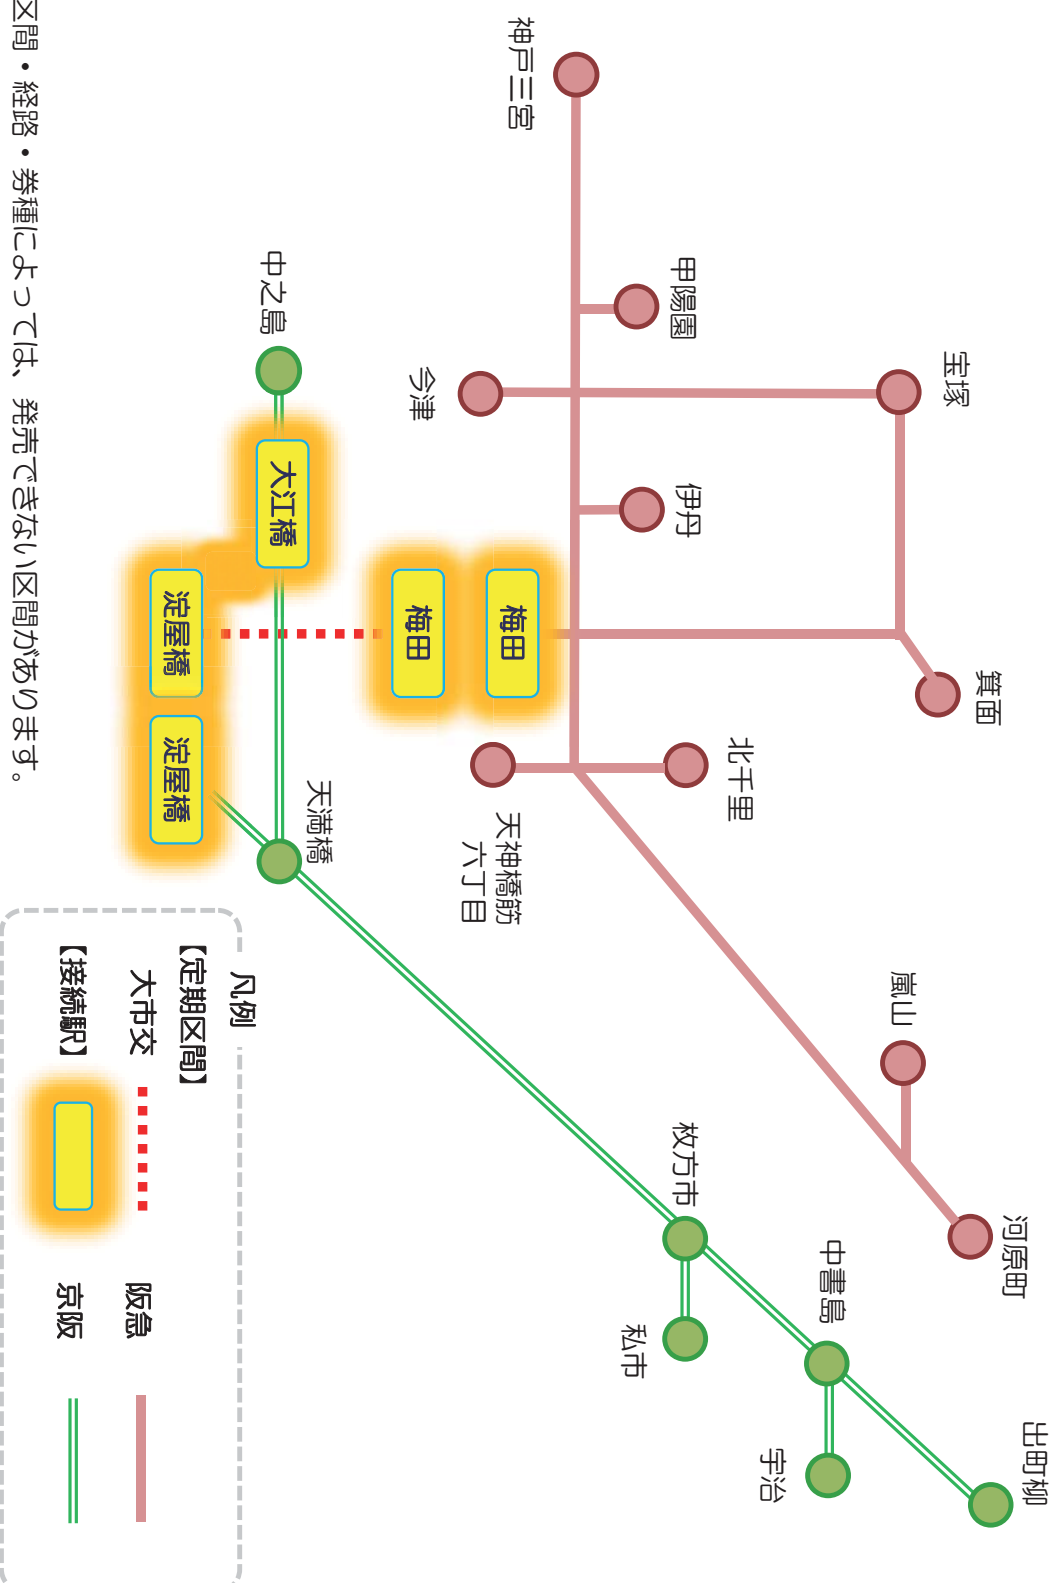 出町柳
河原町
箕面
宝塚
嵐山
中書島
宇治
北千里
伊丹
甲陽園
枚方市
私市
神戸三宮
梅田
天神橋筋
六丁目
今津
梅田
天満橋
大江橋
中之島
淀屋橋
淀屋橋
凡例
【定期区間】
大市交
阪急
【接続駅】
京阪
区間・経路・券種によっては、発売できない区間があります。